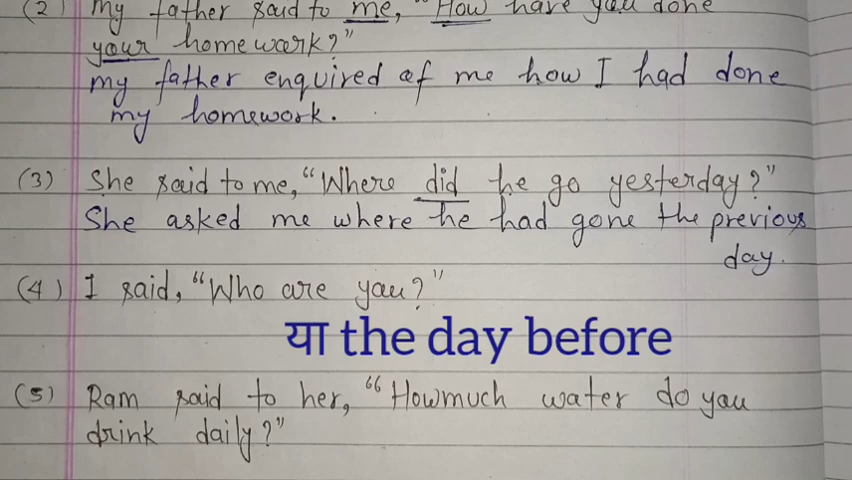 (2) My father said to me, "How have you done
your homework?"
my father enquired of me how I had done
my homework.
(3) She said to me, "Where did he go yesterday?"
She asked me where he had gone the previous
day.
(4) I said, "Who are you?"
या the day before
(5) Ram said to her, "Howmuch water do you
drink daily?"